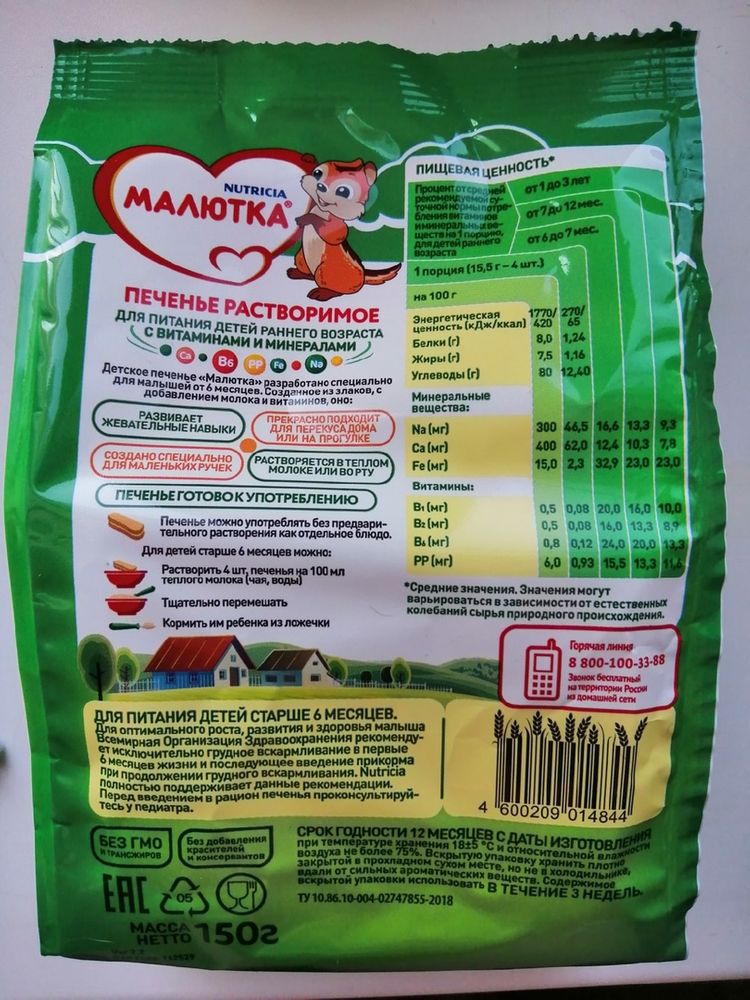 NUTRICIA
МАЛЮТКА®
ПЕЧЕНЬЕ РАСТВОРИМОЕ
ДЛЯ ПИТАНИЯ ДЕТЕЙ РАННЕГО ВОЗРАСТА
С ВИТАМИНАМИ И МИНЕРАЛАМИ
Ca B6 PP Fe Na
Детское печенье «Малютка» разработано специально
для малышей от 6 месяцев. Созданное из злаков, с
добавлением молока и витаминов, оно:
РАЗВИВАЕТ
ЖЕВАТЕЛЬНЫЕ НАВЫКИ
ПРЕКРАСНО ПОДХОДИТ
ДЛЯ ПЕРЕКУСА ДОМА
ИЛИ НА ПРОГУЛКЕ
СОЗДАНО СПЕЦИАЛЬНО
ДЛЯ МАЛЕНЬКИХ РУЧЕК
РАСТВОРЯЕТСЯ В ТЕПЛОМ
МОЛОКЕ ИЛИ ВО РТУ
ПЕЧЕНЬЕ ГОТОВО К УПОТРЕБЛЕНИЮ
Печенье можно употреблять без предвари-
тельного растворения как отдельное блюдо.
Для детей старше 6 месяцев можно:
Растворить 4 шт. печенья на 100 мл
теплого молока (чая, воды)
Тщательно перемешать
Кормить им ребенка из ложечки
ПИЩЕВАЯ ЦЕННОСТЬ*
Процент от средней
рекомендуемой су-
точной нормы потре-
бления витаминов
и минеральных ве-
ществ на 1 порцию,
для детей раннего
возраста
от 1 до 3 лет
от 7 до 12 мес.
от 6 до 7 мес.
1 порция (15,5 г – 4 шт.)
на 100 г
Энергетическая 1770/ 270/
ценность (кДж/ккал) 420 65
Белки (г) 8,0 1,24
Жиры (г) 7,5 1,16
Углеводы (г) 80 12,40
Минеральные
вещества:
Na (мг) 300 46,5 16,6 13,3 9,3
Ca (мг) 400 62,0 12,4 10,3 7,8
Fe (мг) 15,0 2,3 32,9 23,0 23,0
Витамины:
B1 (мг) 0,5 0,08 20,0 16,0 10,0
B2 (мг) 0,5 0,08 16,0 13,3 8,9
B6 (мг) 0,8 0,12 24,0 20,0 13,3
PP (мг) 6,0 0,93 15,5 13,3 11,6
*Средние значения. Значения могут
варьироваться в зависимости от естественных
колебаний сырья природного происхождения.
Горячая линия
8 800-100-33-88
Звонок бесплатный
на территории России
из домашней сети
ДЛЯ ПИТАНИЯ ДЕТЕЙ СТАРШЕ 6 МЕСЯЦЕВ.
Для оптимального роста, развития и здоровья малыша
Всемирная Организация Здравоохранения рекоменду-
ет исключительно грудное вскармливание в первые
6 месяцев жизни и последующее введение прикорма
при продолжении грудного вскармливания. Nutricia
полностью поддерживает данные рекомендации.
Перед введением в рацион печенья проконсультируй-
тесь у педиатра.
4 600209 014844
БЕЗ ГМО
И ТРАНСЖИРОВ
Без добавления
красителей
и консервантов
EAC
05
МАССА
НЕТТО 150г
СРОК ГОДНОСТИ 12 МЕСЯЦЕВ С ДАТЫ ИЗГОТОВЛЕНИЯ
при температуре хранения 18±5 °С и относительной влажности
воздуха не более 75%. Вскрытую упаковку хранить плотно
закрытой в прохладном сухом месте, но не в холодильнике,
вдали от сильных ароматических веществ. Содержимое
вскрытой упаковки использовать В ТЕЧЕНИЕ 3 НЕДЕЛЬ.
ТУ 10.86.10-004-02747855-2018